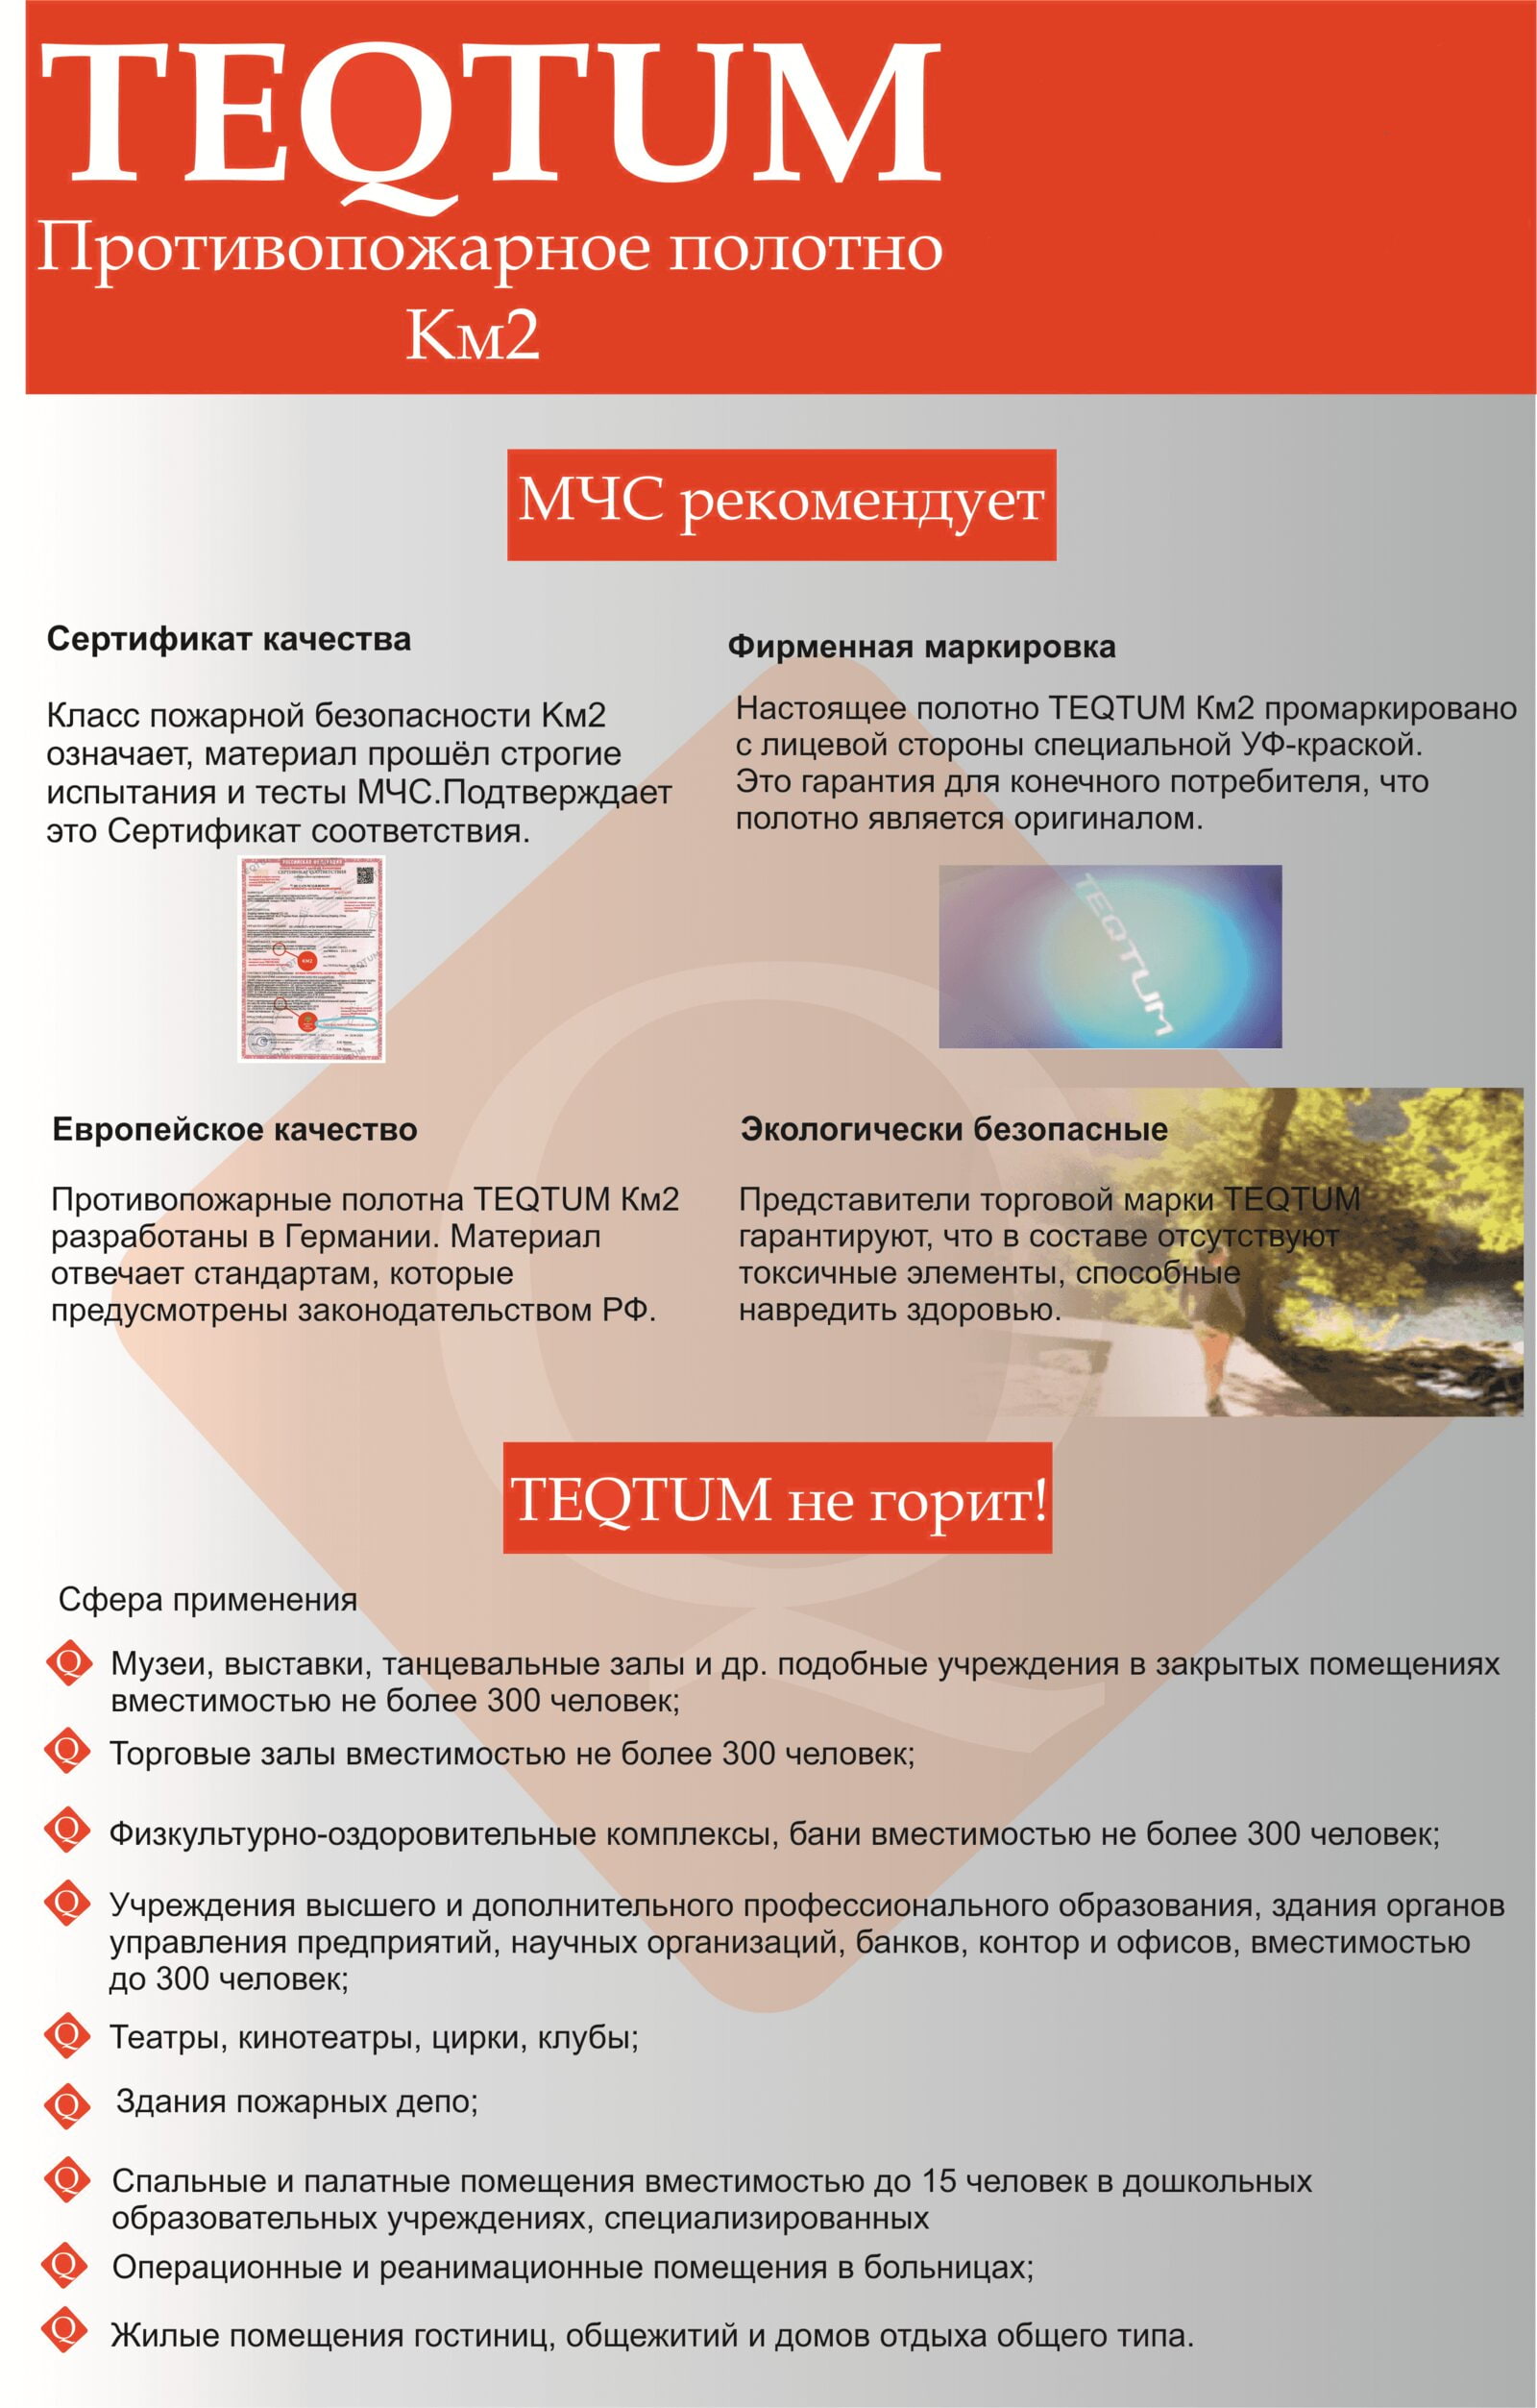 TEQTUM
Противопожарное полотно
Км2
МЧС рекомендует
Сертификат качества
Класс пожарной безопасности Км2
означает, материал прошёл строгие
испытания и тесты МЧС.Подтверждает
это Сертификат соответствия.
Фирменная маркировка
Настоящее полотно TEQTUM Км2 промаркировано
с лицевой стороны специальной УФ-краской.
Это гарантия для конечного потребителя, что
полотно является оригиналом.
РОССИЙСКАЯ ФЕДЕРАЦИЯ
СЕРТИФИКАТ СООТВЕТСТВИЯ
КМ2
TEQTUM
Европейское качество
Противопожарные полотна TEQTUM Км2
разработаны в Германии. Материал
отвечает стандартам, которые
предусмотрены законодательством РФ.
Экологически безопасные
Представители торговой марки TEQTUM
гарантируют, что в составе отсутствуют
токсичные элементы, способные
навредить здоровью.
TEQTUM не горит!
Сфера применения
Q Музеи, выставки, танцевальные залы и др. подобные учреждения в закрытых помещениях
вместимостью не более 300 человек;
Q Торговые залы вместимостью не более 300 человек;
Q Физкультурно-оздоровительные комплексы, бани вместимостью не более 300 человек;
Q Учреждения высшего и дополнительного профессионального образования, здания органов
управления предприятий, научных организаций, банков, контор и офисов, вместимостью
до 300 человек;
Q Театры, кинотеатры, цирки, клубы;
Q Здания пожарных депо;
Q Спальные и палатные помещения вместимостью до 15 человек в дошкольных
образовательных учреждениях, специализированных
Q Операционные и реанимационные помещения в больницах;
Q Жилые помещения гостиниц, общежитий и домов отдыха общего типа.